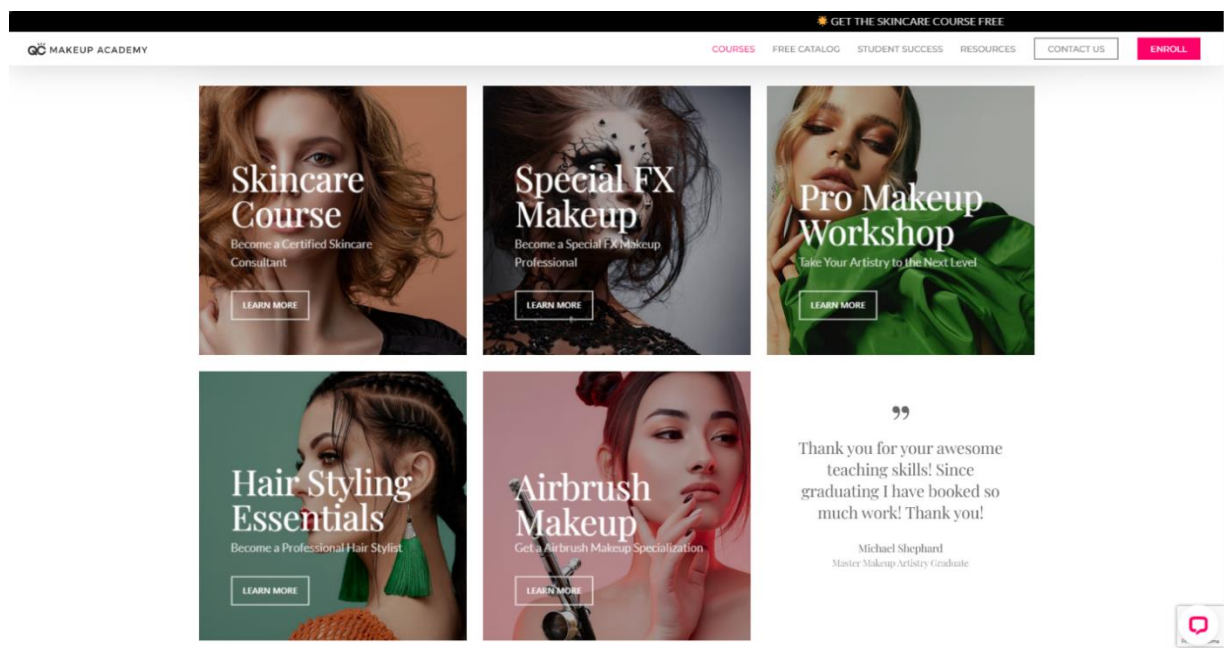 GET THE SKINCARE COURSE FREE
QC MAKEUP ACADEMY
COURSES FREE CATALOG STUDENT SUCCESS RESOURCES CONTACT US ENROLL
Skincare
Course
Become a Certified Skincare
Consultant
LEARN MORE
Special FX
Makeup
Become a Special FX Makeup
Professional
LEARN MORE
Pro Makeup
Workshop
Take Your Artistry to the Next Level
LEARN MORE
Hair Styling
Essentials
Become a Professional Hair Stylist
LEARN MORE
Airbrush
Makeup
Get a Airbrush Makeup Specialization
LEARN MORE
”
Thank you for your awesome
teaching skills! Since
graduating I have booked so
much work! Thank you!
Michael Shephard
Master Makeup Artistry Graduate